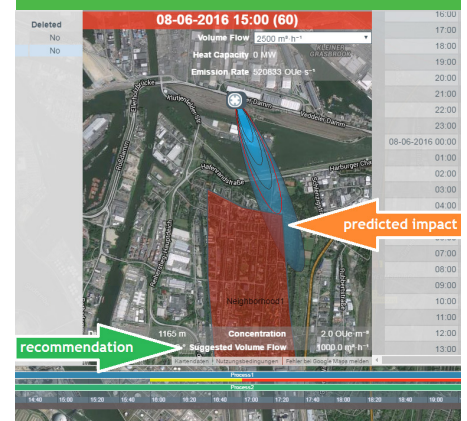 08-06-2016 15:00 (60)
Deleted
No
No
Volume Flow 2500 m³ h⁻¹
Heat Capacity 0 MW
Emission Rate 520833 OUe s⁻¹
KLEINER
GRASBROOK
Veddeler Damm
Harburger Cha
Neighborhood1
predicted impact
recommendation
1165 m
Concentration 2.0 OUe m⁻³
Suggested Volume Flow 1000.0 m³ h⁻¹
Kartendaten Nutzungsbedingungen Fehler bei Google Maps melden
16:00
17:00
18:00
19:00
20:00
21:00
22:00
23:00
08-06-2016 00:00
01:00
02:00
03:00
04:00
06:00
07:00
08:00
09:00
10:00
11:00
12:00
13:00
Process1
Process2
14:40 15:00 15:20 15:40 16:00 16:20 16:40 17:00 17:20 17:40 18:00 18:20 18:40 19:00